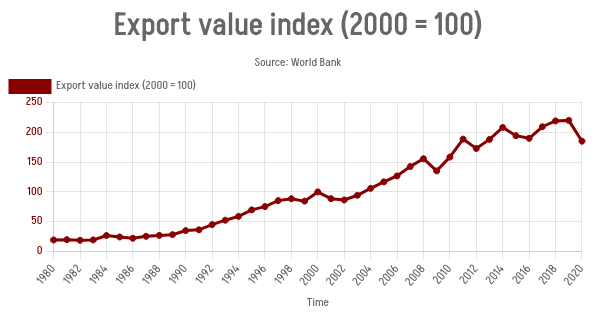 Export value index (2000 = 100)
Source: World Bank
Export value index (2000 = 100)
250
200
150
100
50
0
1980 1982 1984 1986 1988 1990 1992 1994 1996 1998 2000 2002 2004 2006 2008 2010 2012 2014 2016 2018 2020
Time